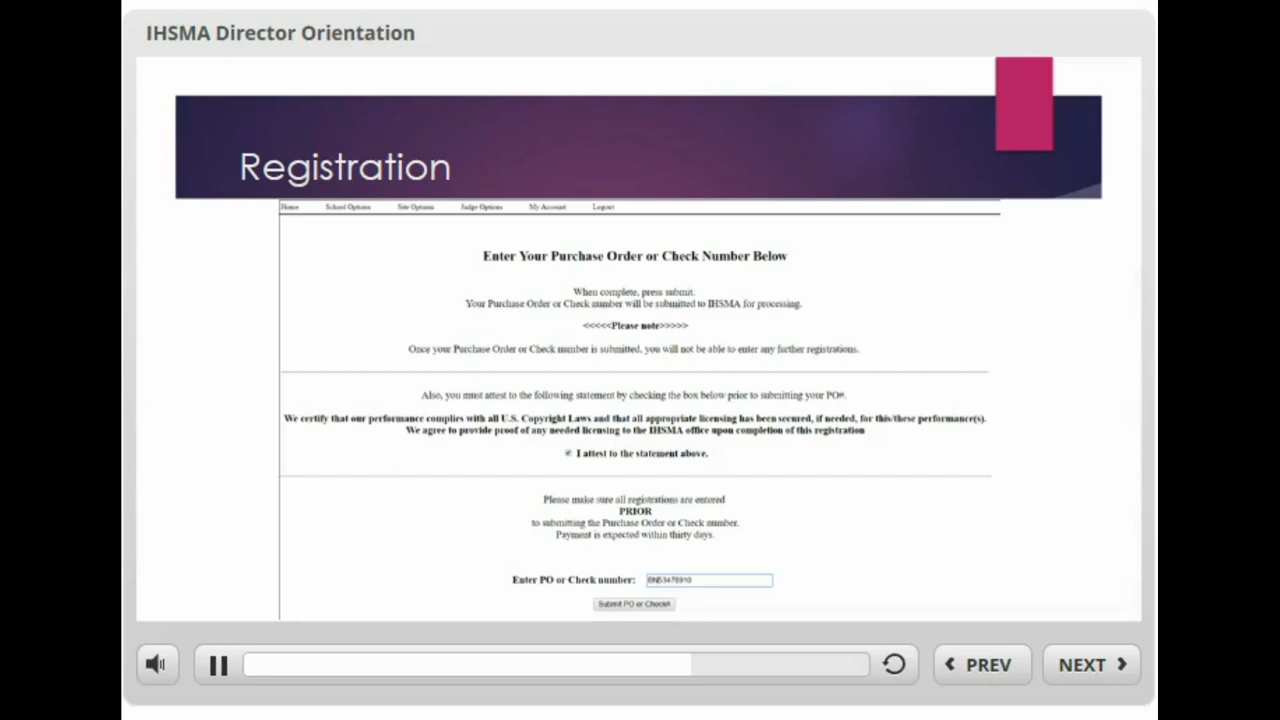 IHSMA Director Orientation
Registration
Home School Options Site Options Judge Options My Account Logout
Enter Your Purchase Order or Check Number Below
When complete, press submit.
Your Purchase Order or Check number will be submitted to IHSMA for processing.
<<<<<Please note>>>>>
Once your Purchase Order or Check number is submitted, you will not be able to enter any further registrations.
Also, you must attest to the following statement by checking the box below prior to submitting your PO#.
We certify that our performance complies with all U.S. Copyright Laws and that all appropriate licensing has been secured, if needed, for this/these performance(s).
We agree to provide proof of any needed licensing to the IHSMA office upon completion of this registration
I attest to the statement above.
Please make sure all registrations are entered
PRIOR
to submitting the Purchase Order or Check number.
Payment is expected within thirty days.
Enter PO or Check number:
Submit PO or Check#
PREV NEXT